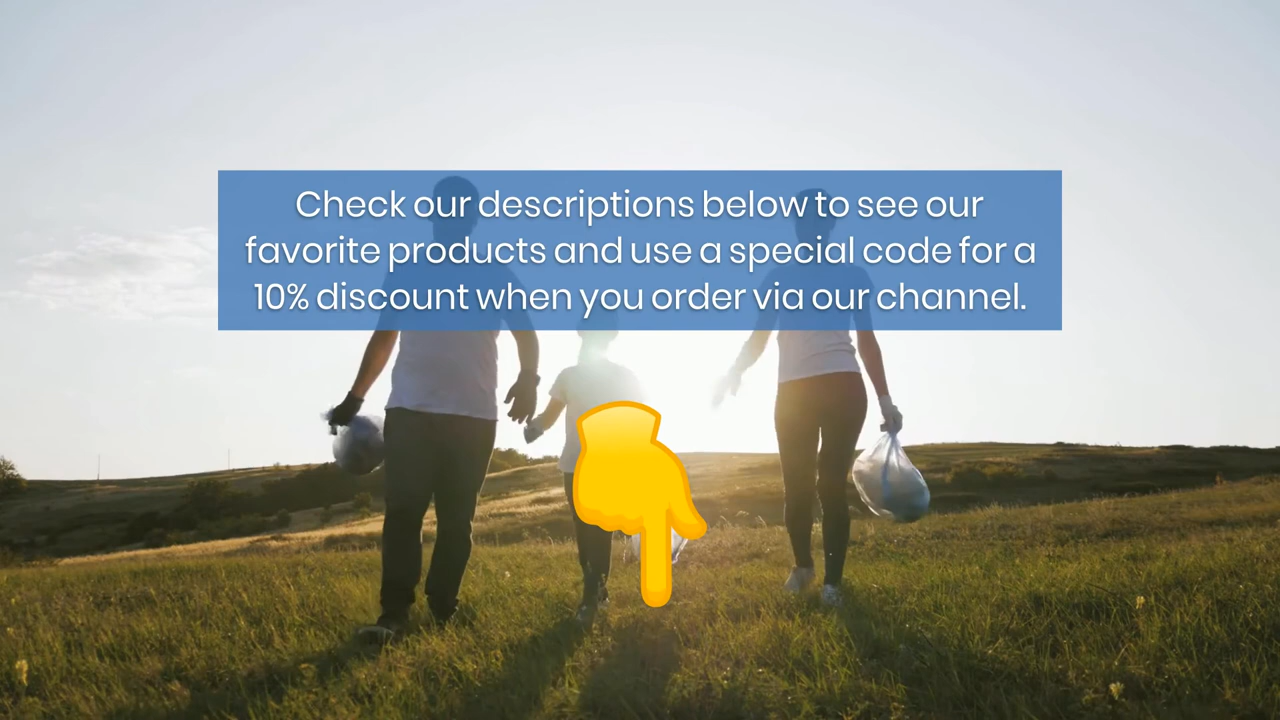 Check our descriptions below to see our
favorite products and use a special code for a
10% discount when you order via our channel.